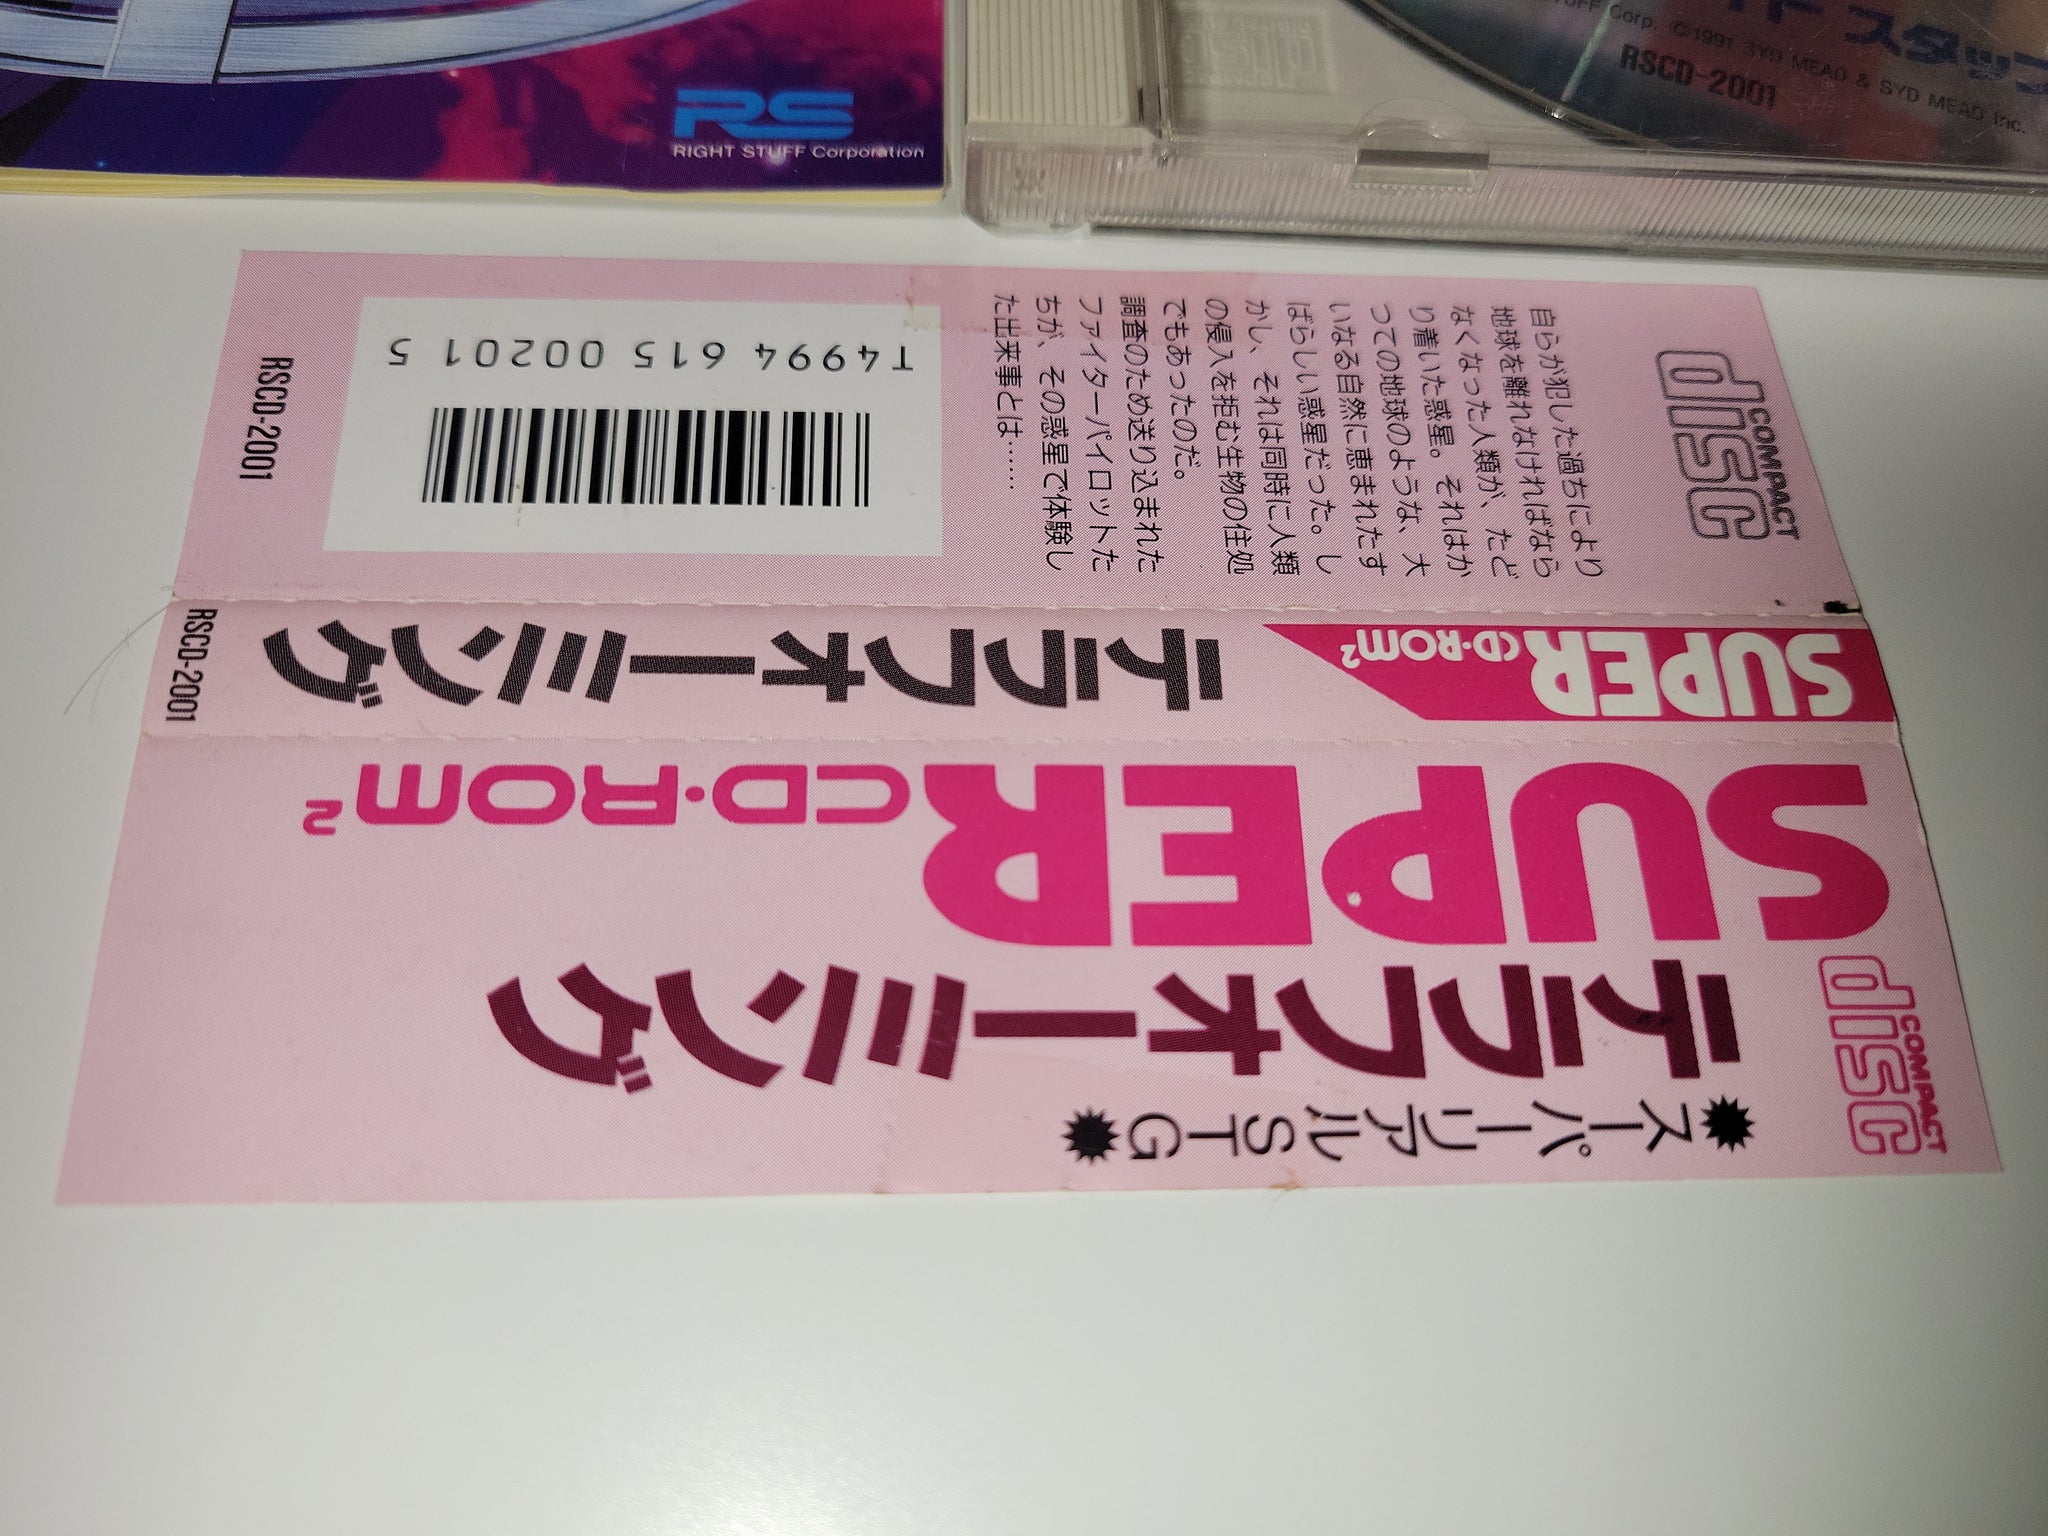 RS
RIGHT STUFF Corporation
スタッフ
STUFF Corp. ©1991 SYD MEAD & SYD MEAD Inc.
RSCD-2001
COMPACT
disc
自らが犯した過ちにより
地球を離れなければなら
なくなった人類が、たど
り着いた惑星。それはか
つての地球のような、大
いなる自然に恵まれたす
ばらしい惑星だった。し
かし、それは同時に人類
の侵入を拒む生物の住処
でもあったのだ。
調査のため送り込まれた
ファイターパイロットた
ちが、その惑星で体験し
た出来事とは……
T4994 615 00201 5
RSCD-2001
SUPER CD・ROM²
テラフォーミング
RSCD-2001
SUPER CD・ROM²
テラフォーミング
スーパーリアルSTG
COMPACT
disc